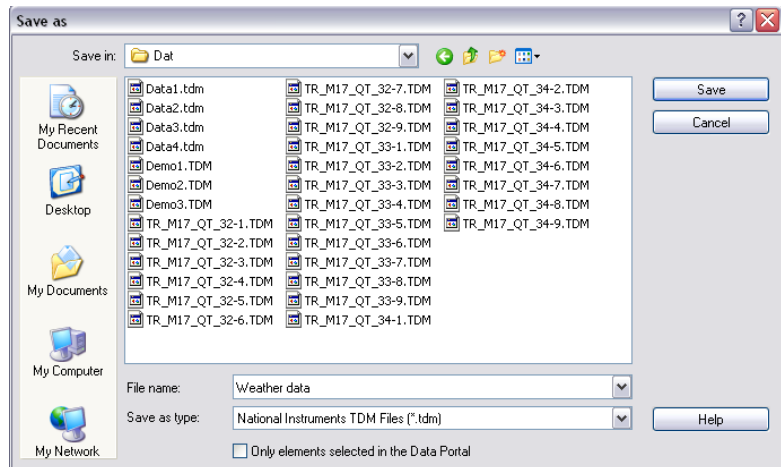 Save as
Save in: Dat
My Recent
Documents
Desktop
My Documents
My Computer
My Network
Data1.tdm
Data2.tdm
Data3.tdm
Data4.tdm
Demo1.TDM
Demo2.TDM
Demo3.TDM
TR_M17_QT_32-1.TDM
TR_M17_QT_32-2.TDM
TR_M17_QT_32-3.TDM
TR_M17_QT_32-4.TDM
TR_M17_QT_32-5.TDM
TR_M17_QT_32-6.TDM
TR_M17_QT_32-7.TDM
TR_M17_QT_32-8.TDM
TR_M17_QT_32-9.TDM
TR_M17_QT_33-1.TDM
TR_M17_QT_33-2.TDM
TR_M17_QT_33-3.TDM
TR_M17_QT_33-4.TDM
TR_M17_QT_33-5.TDM
TR_M17_QT_33-6.TDM
TR_M17_QT_33-7.TDM
TR_M17_QT_33-8.TDM
TR_M17_QT_33-9.TDM
TR_M17_QT_34-1.TDM
TR_M17_QT_34-2.TDM
TR_M17_QT_34-3.TDM
TR_M17_QT_34-4.TDM
TR_M17_QT_34-5.TDM
TR_M17_QT_34-6.TDM
TR_M17_QT_34-7.TDM
TR_M17_QT_34-8.TDM
TR_M17_QT_34-9.TDM
Save
Cancel
File name: Weather data
Save as type: National Instruments TDM Files (*.tdm)
Help
Only elements selected in the Data Portal